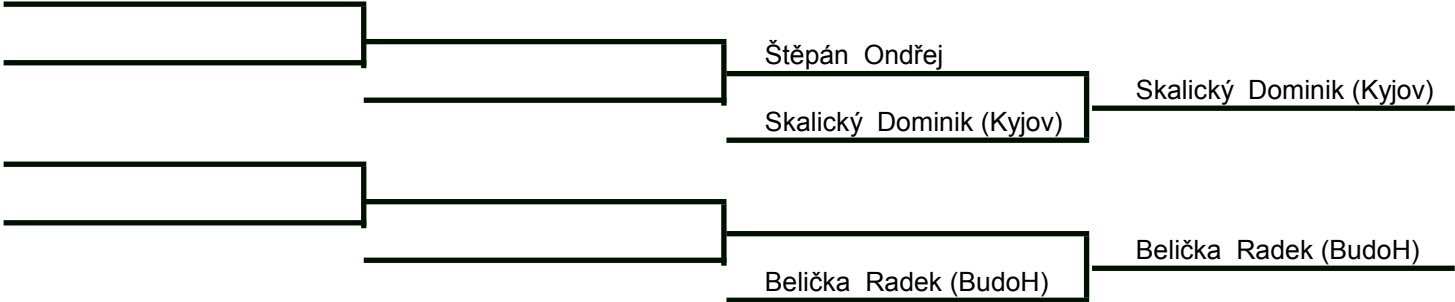 Štěpán Ondřej
Skalický Dominik (Kyjov)
Skalický Dominik (Kyjov)
Belička Radek (BudoH)
Belička Radek (BudoH)